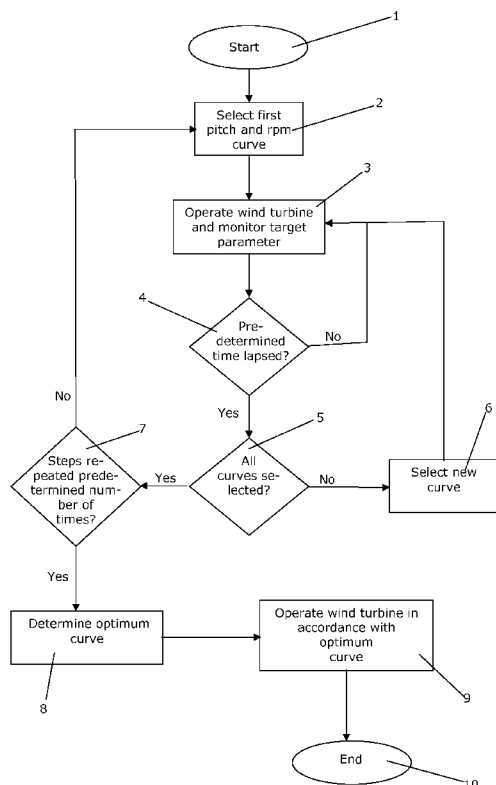 1
Start
2
Select first
pitch and rpm
curve
3
Operate wind turbine
and monitor target
parameter
4
Pre-
determined
time lapsed?
No
Yes
No
7
5
6
Steps re-
peated prede-
termined num-
ber of
times?
Yes
All
curves se-
lected?
No
Select new
curve
Yes
Determine optimum
curve
Operate wind turbine in
accordance with
optimum
curve
8
9
End
10